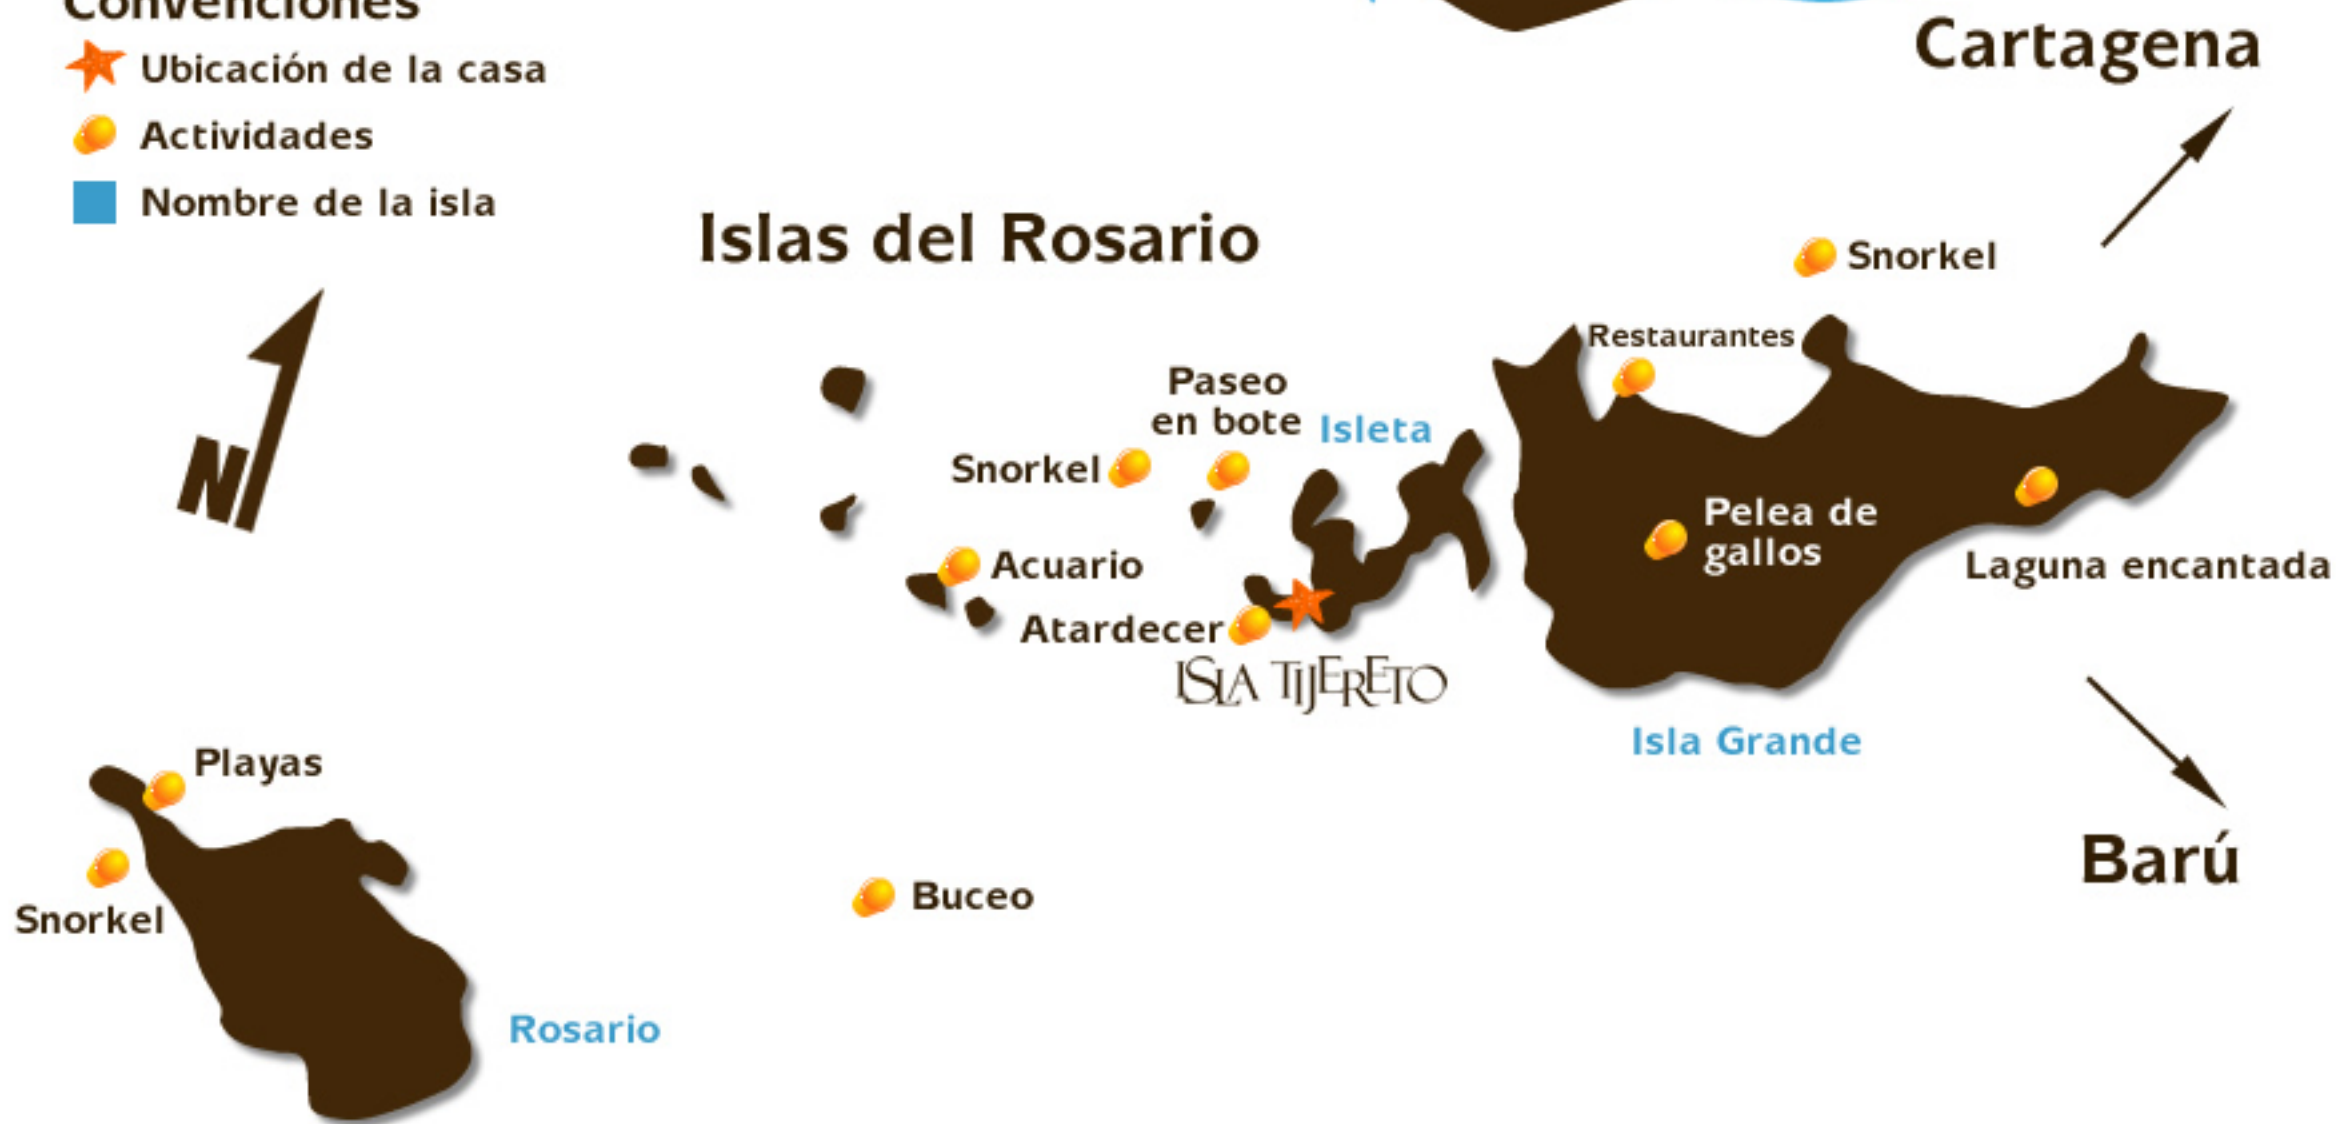 Convenciones
Ubicación de la casa
Actividades
Nombre de la isla
N
Islas del Rosario
Cartagena
Snorkel
Restaurantes
Paseo
en bote
Isleta
Snorkel
Pelea de
gallos
Laguna encantada
Acuario
Atardecer
ISLA TIJERETO
Isla Grande
Playas
Snorkel
Buceo
Barú
Rosario